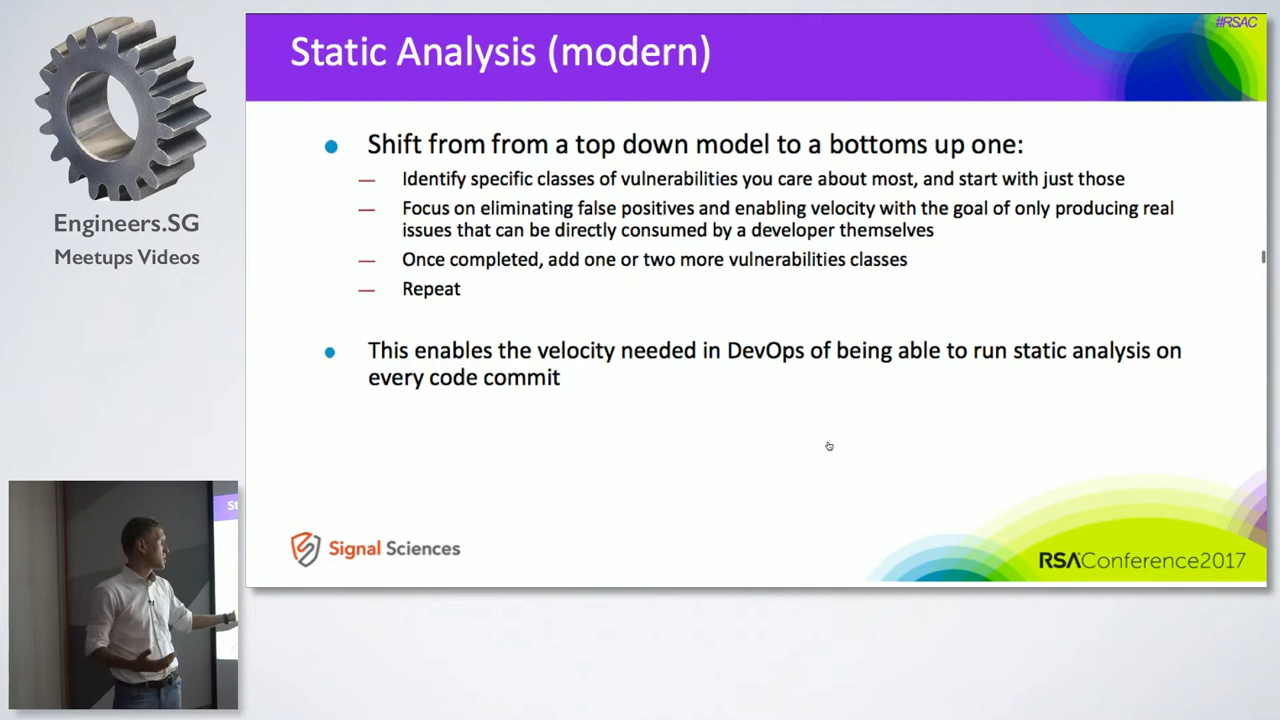 #RSAC
Static Analysis (modern)
Shift from from a top down model to a bottoms up one:
— Identify specific classes of vulnerabilities you care about most, and start with just those
— Focus on eliminating false positives and enabling velocity with the goal of only producing real
issues that can be directly consumed by a developer themselves
— Once completed, add one or two more vulnerabilities classes
— Repeat
This enables the velocity needed in DevOps of being able to run static analysis on
every code commit
Signal Sciences
RSAConference2017
Engineers.SG
Meetups Videos
St